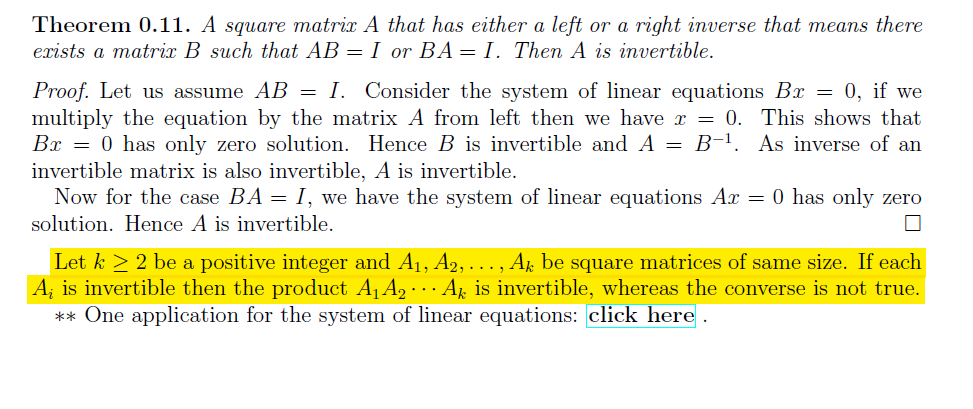 Theorem 0.11. A square matrix A that has either a left or a right inverse that means there
exists a matrix B such that AB = I or BA = I. Then A is invertible.
Proof. Let us assume AB = I. Consider the system of linear equations Bx = 0, if we
multiply the equation by the matrix A from left then we have x = 0. This shows that
Bx = 0 has only zero solution. Hence B is invertible and A = B⁻¹. As inverse of an
invertible matrix is also invertible, A is invertible.
Now for the case BA = I, we have the system of linear equations Ax = 0 has only zero
solution. Hence A is invertible. □
Let k ≥ 2 be a positive integer and A₁, A₂, . . . , Aₖ be square matrices of same size. If each
Aᵢ is invertible then the product A₁A₂ · · · Aₖ is invertible, whereas the converse is not true.
** One application for the system of linear equations: click here .